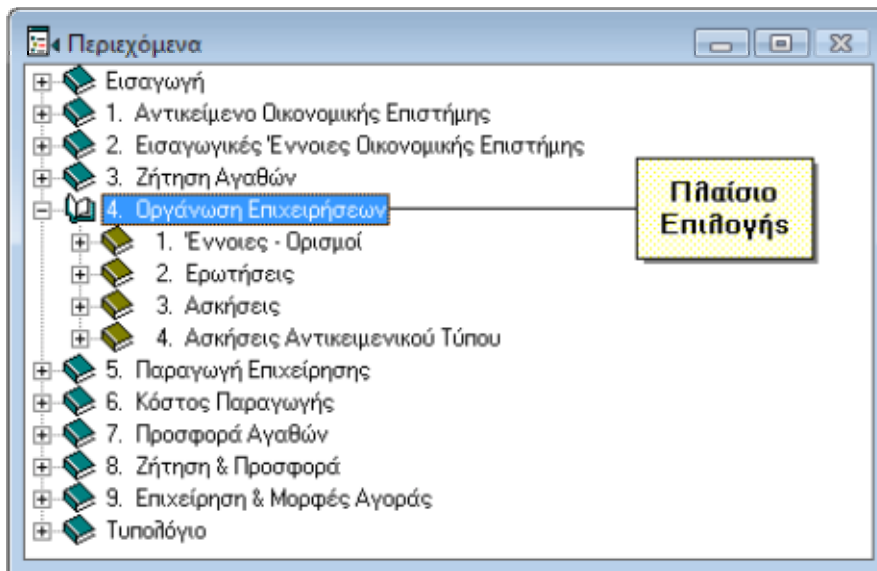 Περιεχόμενα
Εισαγωγή
1. Αντικείμενο Οικονομικής Επιστήμης
2. Εισαγωγικές Έννοιες Οικονομικής Επιστήμης
3. Ζήτηση Αγαθών
4. Οργάνωση Επιχειρήσεων
Πλαίσιο
Επιλογής
1. Έννοιες - Ορισμοί
2. Ερωτήσεις
3. Ασκήσεις
4. Ασκήσεις Αντικειμενικού Τύπου
5. Παραγωγή Επιχείρησης
6. Κόστος Παραγωγής
7. Προσφορά Αγαθών
8. Ζήτηση & Προσφορά
9. Επιχείρηση & Μορφές Αγοράς
Τυπολόγιο